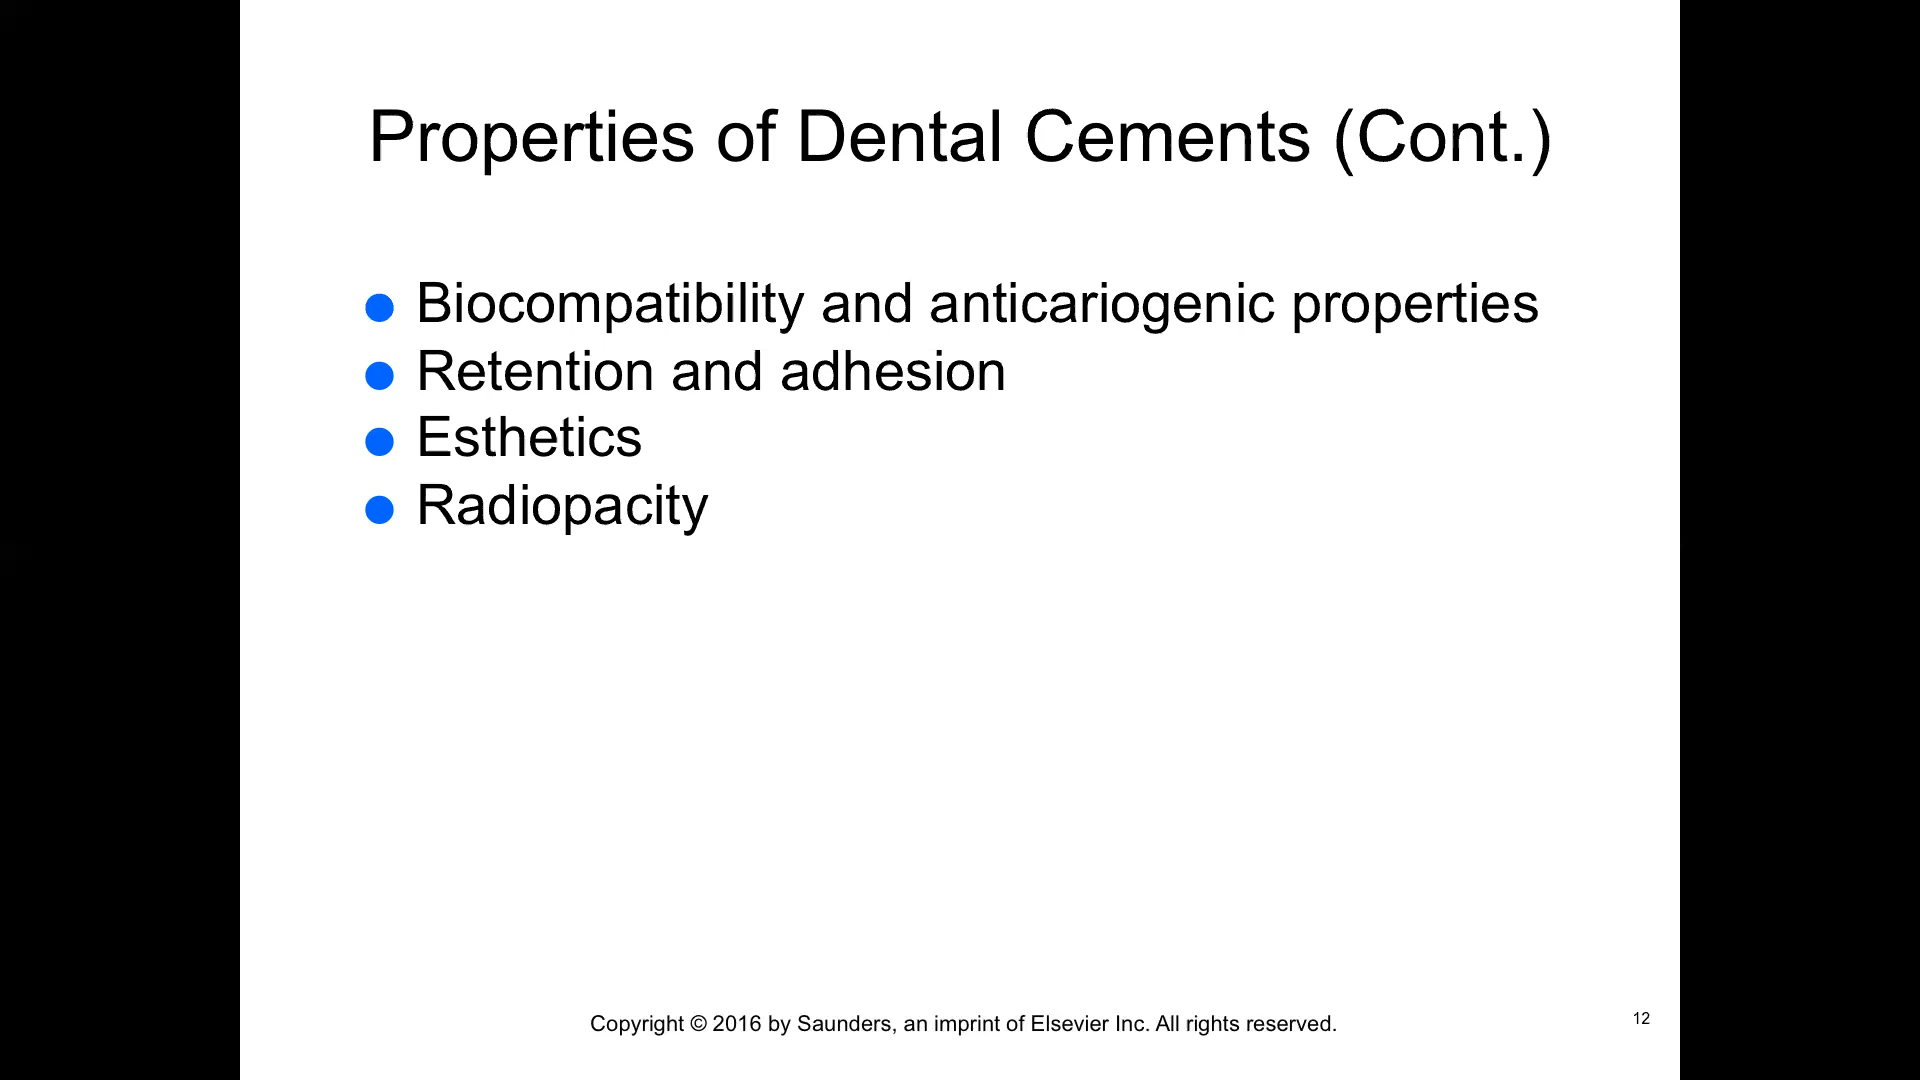 Properties of Dental Cements (Cont.)
● Biocompatibility and anticariogenic properties
● Retention and adhesion
● Esthetics
● Radiopacity
Copyright © 2016 by Saunders, an imprint of Elsevier Inc. All rights reserved.
12